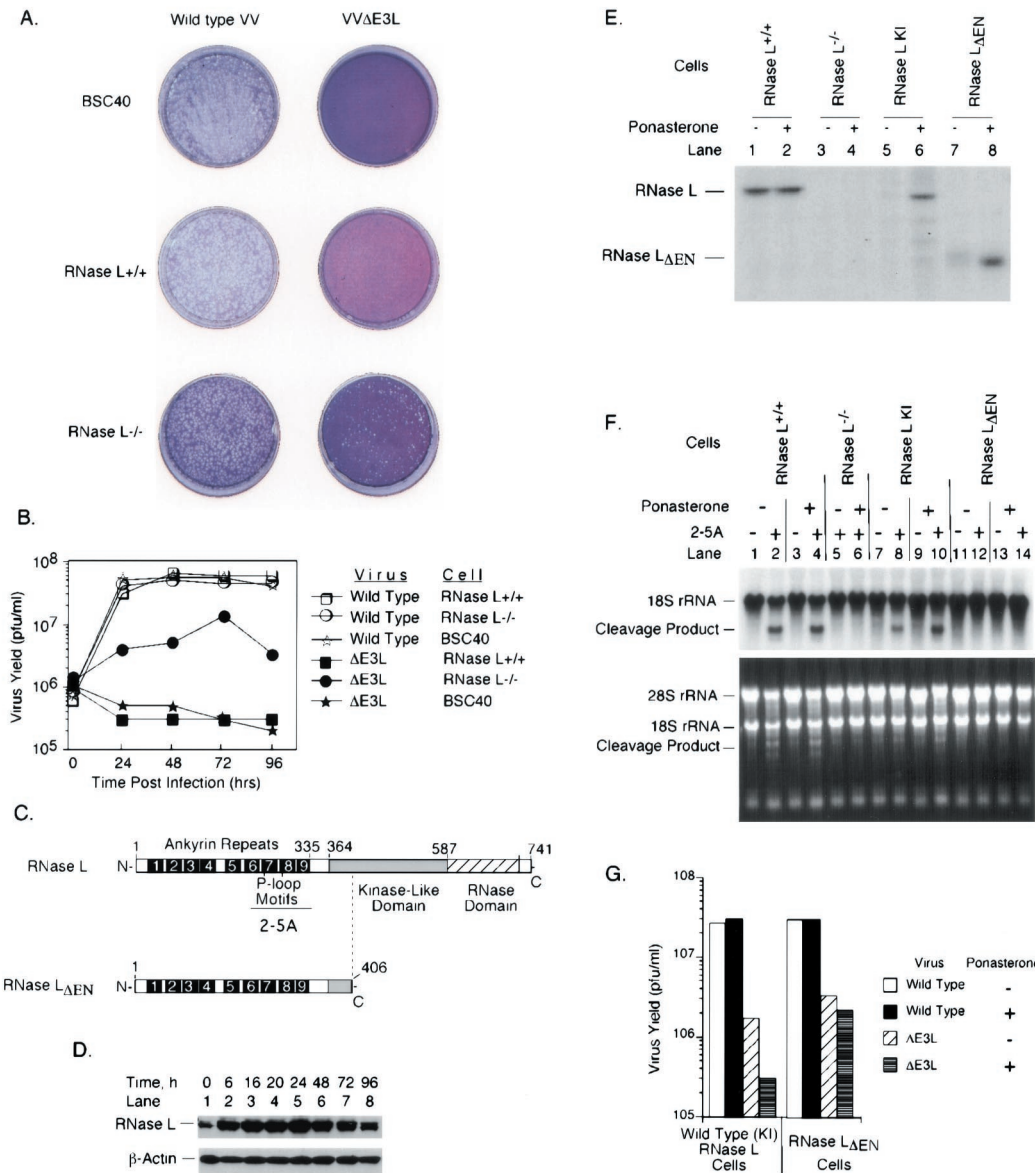 A.
Wild type VV
VVΔE3L
BSC40
RNase L+/+
RNase L-/-
B.
10^8
10^7
10^6
10^5
Virus Yield (pfu/ml)
0 24 48 72 96
Time Post Infection (hrs)
Virus Cell
Wild Type RNase L+/+
Wild Type RNase L-/-
Wild Type BSC40
ΔE3L RNase L+/+
ΔE3L RNase L-/-
ΔE3L BSC40
C.
1 Ankyrin Repeats 335 364 587 741
RNase L N- 1 2 3 4 5 6 7 8 9 C
P-loop
Motifs
2-5A
Kinase-Like
Domain
RNase
Domain
1 406
RNase LΔEN N- 1 2 3 4 5 6 7 8 9 C
D.
Time, h 0 6 16 20 24 48 72 96
Lane 1 2 3 4 5 6 7 8
RNase L
β-Actin
E.
Cells
RNase L+/+
RNase L-/-
RNase L KI
RNase LΔEN
Ponasterone - + - + - + - +
Lane 1 2 3 4 5 6 7 8
RNase L
RNase LΔEN
F.
Cells
RNase L+/+
RNase L-/-
RNase L KI
RNase LΔEN
Ponasterone - + - + - + - +
2-5A - + - + + + - + - + - + - +
Lane 1 2 3 4 5 6 7 8 9 10 11 12 13 14
18S rRNA
Cleavage Product
28S rRNA
18S rRNA
Cleavage Product
G.
108
107
106
105
Virus Yield (pfu/ml)
Wild Type (KI)
RNase L
Cells
RNase LΔEN
Cells
Virus Ponasterone
Wild Type -
Wild Type +
ΔE3L -
ΔE3L +